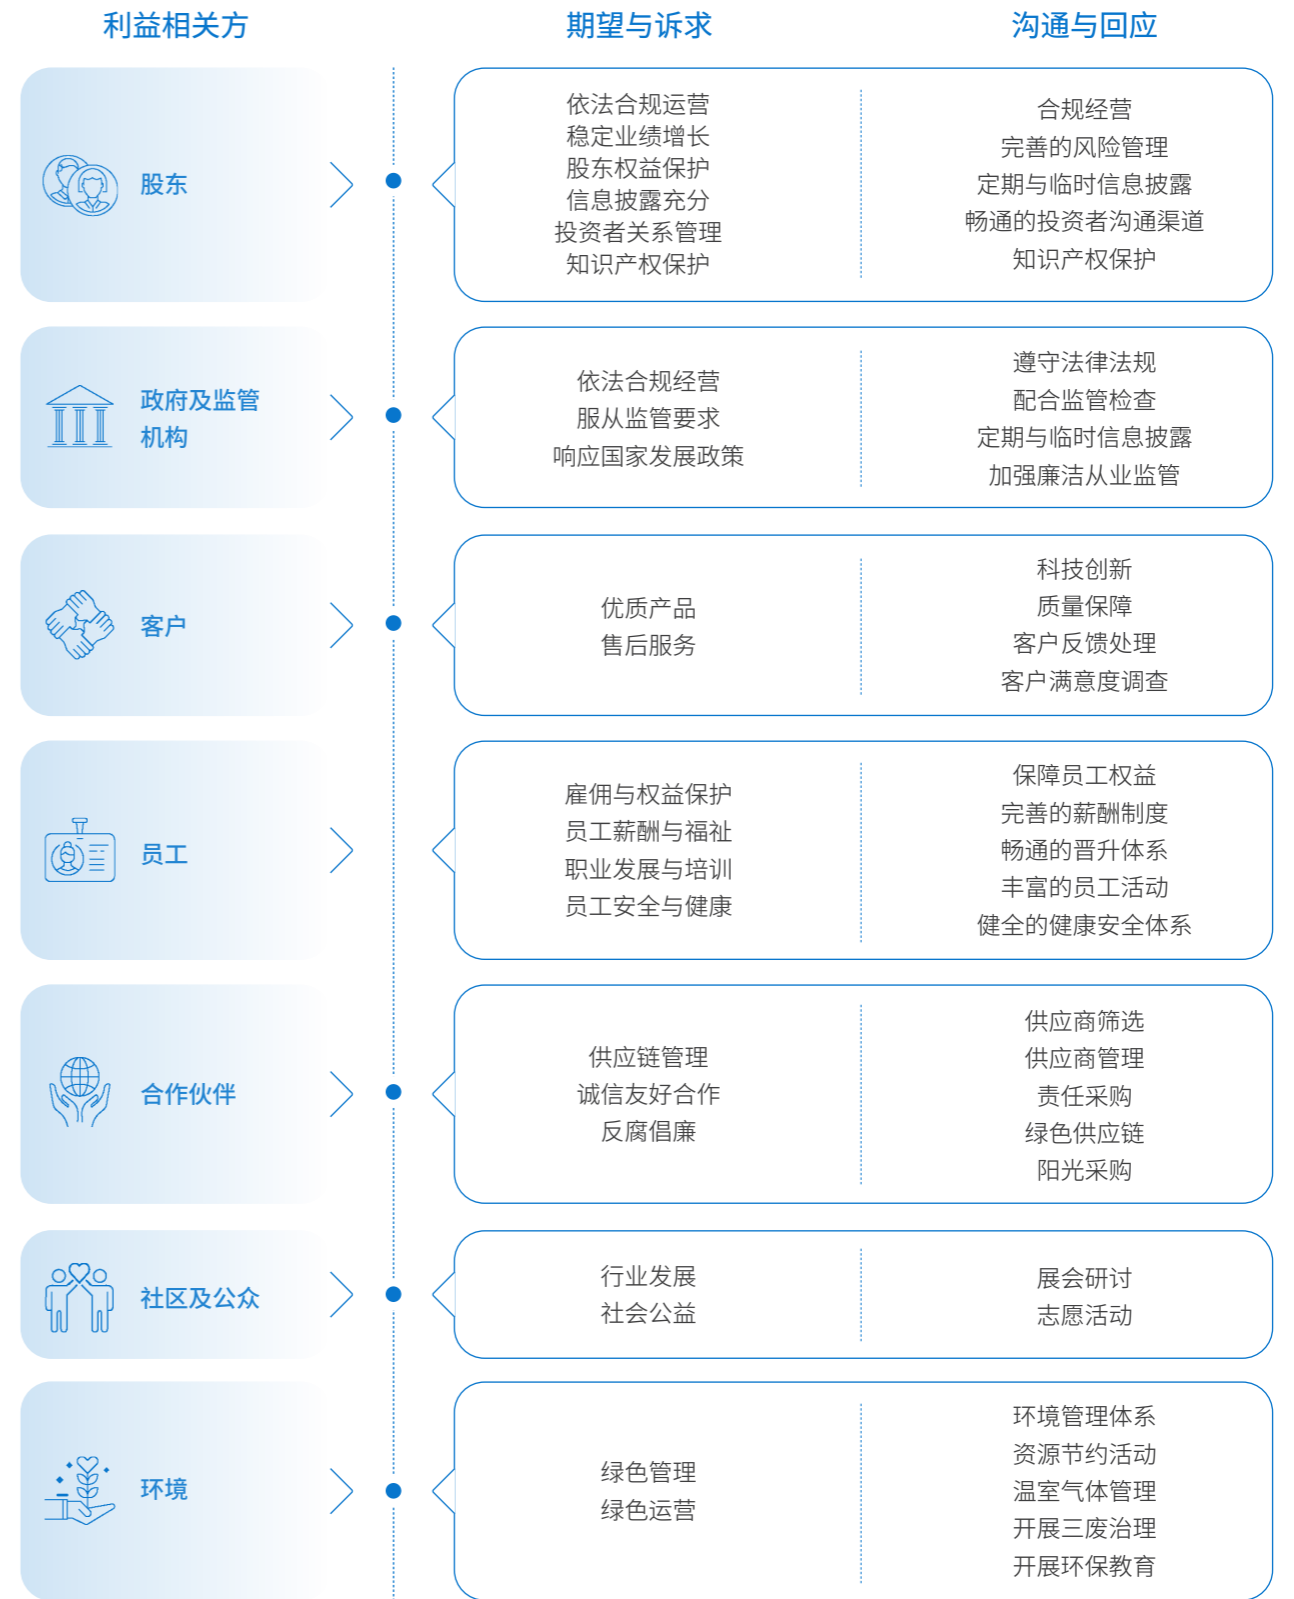 利益相关方
期望与诉求
沟通与回应
股东
依法合规运营
稳定业绩增长
股东权益保护
信息披露充分
投资者关系管理
知识产权保护
合规经营
完善的风险管理
定期与临时信息披露
畅通的投资者沟通渠道
知识产权保护
政府及监管
机构
依法合规经营
服从监管要求
响应国家发展政策
遵守法律法规
配合监管检查
定期与临时信息披露
加强廉洁从业监管
客户
优质产品
售后服务
科技创新
质量保障
客户反馈处理
客户满意度调查
员工
雇佣与权益保护
员工薪酬与福祉
职业发展与培训
员工安全与健康
保障员工权益
完善的薪酬制度
畅通的晋升体系
丰富的员工活动
健全的健康安全体系
合作伙伴
供应链管理
诚信友好合作
反腐倡廉
供应商筛选
供应商管理
责任采购
绿色供应链
阳光采购
社区及公众
行业发展
社会公益
展会研讨
志愿活动
环境
绿色管理
绿色运营
环境管理体系
资源节约活动
温室气体管理
开展三废治理
开展环保教育